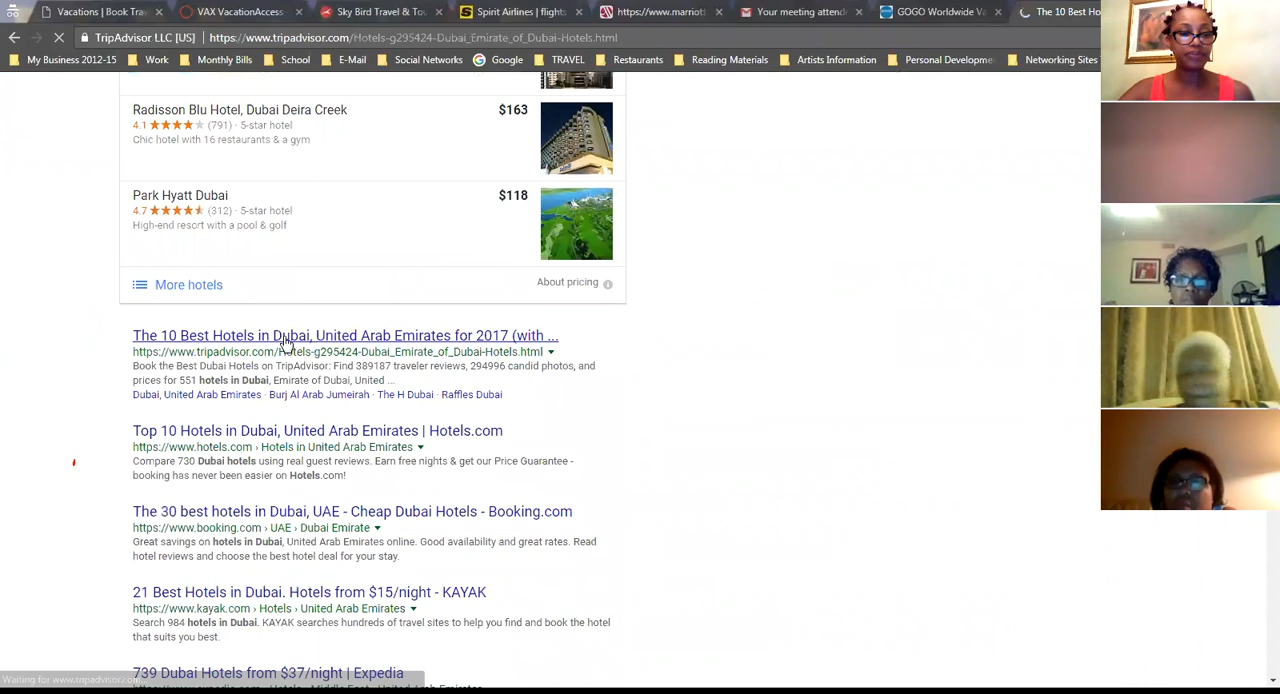 Vacations | Book Tra
VAX VacationAccess
Sky Bird Travel & Tou
Spirit Airlines | flights
https://www.marriott
Your meeting attend
GOGO Worldwide Va
The 10 Best Ho
TripAdvisor LLC [US] | https://www.tripadvisor.com/Hotels-g295424-Dubai_Emirate_of_Dubai-Hotels.html
My Business 2012-15
Work
Monthly Bills
School
E-Mail
Social Networks
Google
TRAVEL
Restaurants
Reading Materials
Artists Information
Personal Developme
Networking Sites
Radisson Blu Hotel, Dubai Deira Creek $163
4.1 (791) · 5-star hotel
Chic hotel with 16 restaurants & a gym
Park Hyatt Dubai $118
4.7 (312) · 5-star hotel
High-end resort with a pool & golf
More hotels
About pricing
The 10 Best Hotels in Dubai, United Arab Emirates for 2017 (with ...
https://www.tripadvisor.com/Hotels-g295424-Dubai_Emirate_of_Dubai-Hotels.html
Book the Best Dubai Hotels on TripAdvisor: Find 389187 traveler reviews, 294996 candid photos, and
prices for 551 hotels in Dubai, Emirate of Dubai, United ...
Dubai, United Arab Emirates · Burj Al Arab Jumeirah · The H Dubai · Raffles Dubai
Top 10 Hotels in Dubai, United Arab Emirates | Hotels.com
https://www.hotels.com › Hotels in United Arab Emirates
Compare 730 Dubai hotels using real guest reviews. Earn free nights & get our Price Guarantee -
booking has never been easier on Hotels.com!
The 30 best hotels in Dubai, UAE - Cheap Dubai Hotels - Booking.com
https://www.booking.com › UAE › Dubai Emirate
Great savings on hotels in Dubai, United Arab Emirates online. Good availability and great rates. Read
hotel reviews and choose the best hotel deal for your stay.
21 Best Hotels in Dubai. Hotels from $15/night - KAYAK
https://www.kayak.com › Hotels › United Arab Emirates
Search 984 hotels in Dubai. KAYAK searches hundreds of travel sites to help you find and book the hotel
that suits you best.
739 Dubai Hotels from $37/night | Expedia
Waiting for www.tripadvisor.com...